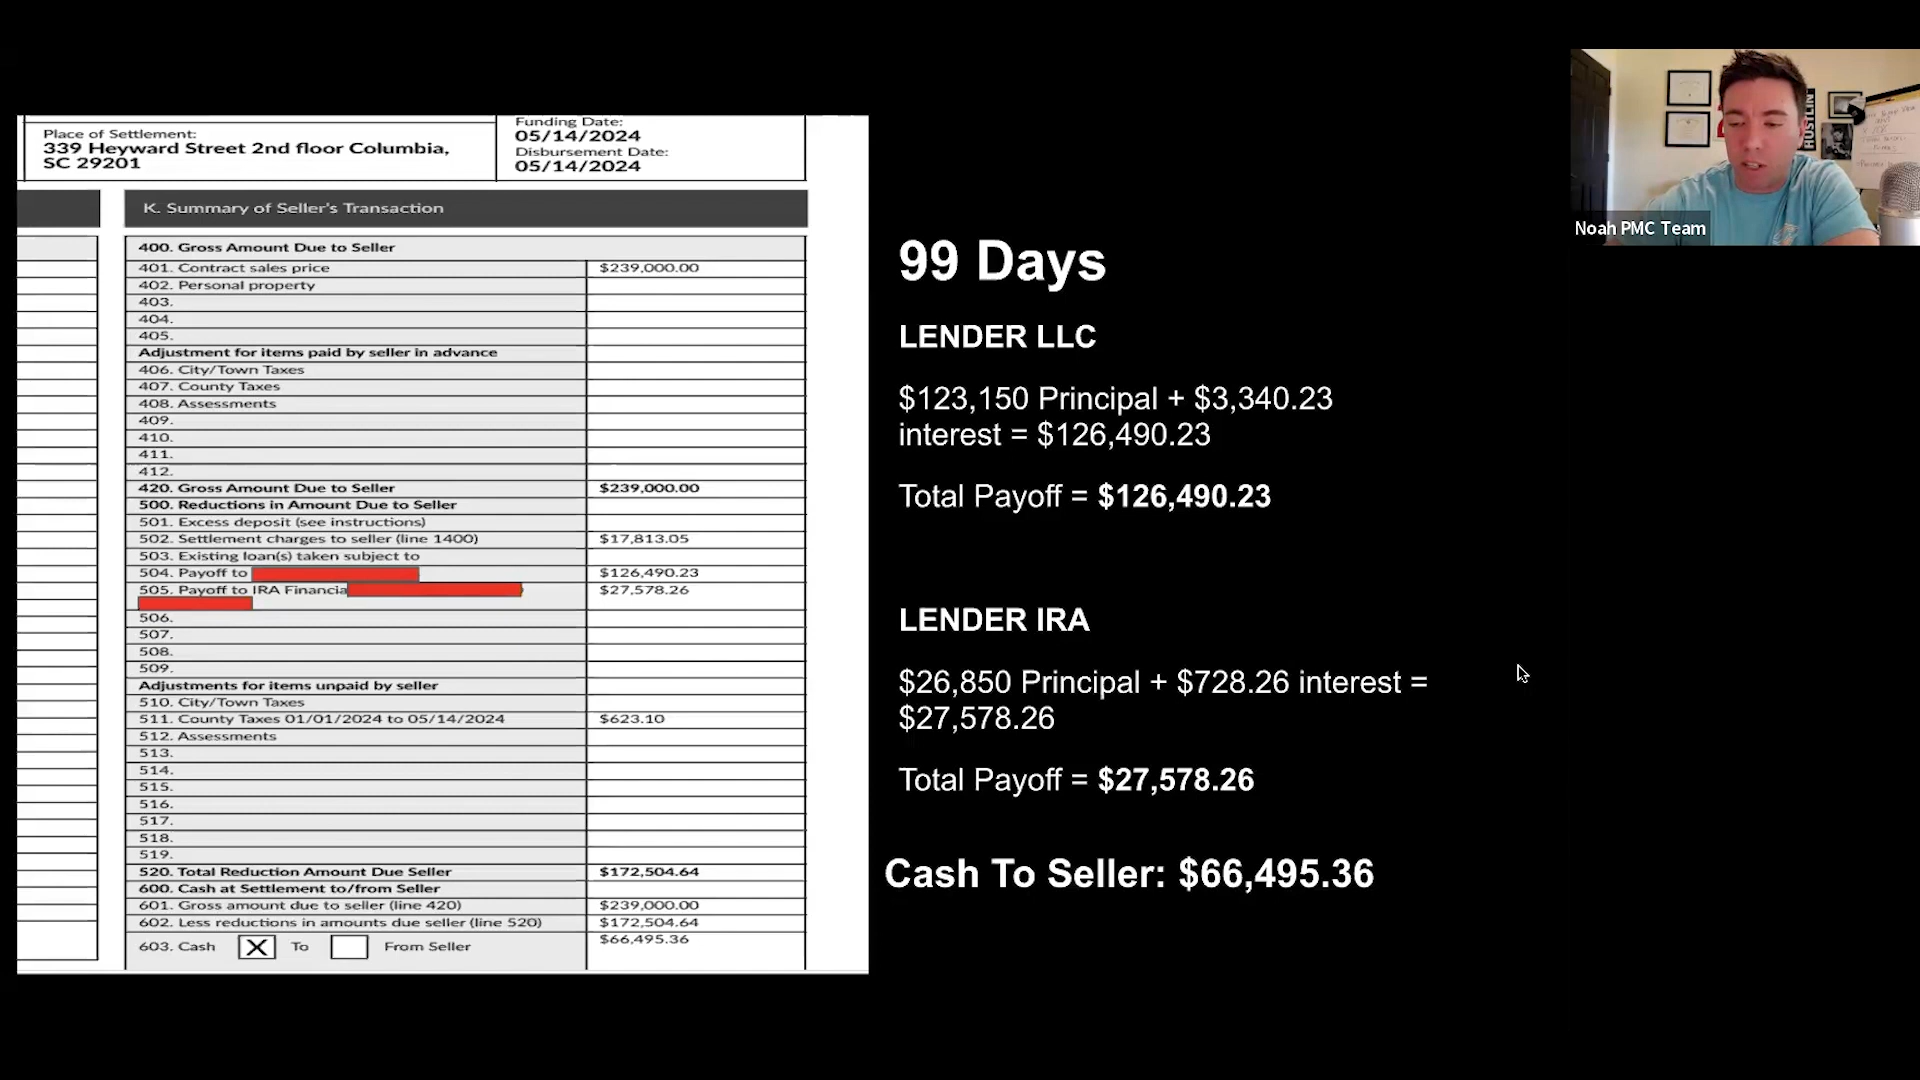 Place of Settlement:
339 Heyward Street 2nd floor Columbia,
SC 29201
Funding Date:
05/14/2024
Disbursement Date:
05/14/2024
K. Summary of Seller's Transaction
400. Gross Amount Due to Seller
401. Contract sales price $239,000.00
402. Personal property
403.
404.
405.
Adjustment for items paid by seller in advance
406. City/Town Taxes
407. County Taxes
408. Assessments
409.
410.
411.
412.
420. Gross Amount Due to Seller $239,000.00
500. Reductions in Amount Due to Seller
501. Excess deposit (see instructions)
502. Settlement charges to seller (line 1400) $17,813.05
503. Existing loan(s) taken subject to
504. Payoff to $126,490.23
505. Payoff to IRA Financia $27,578.26
506.
507.
508.
509.
Adjustments for items unpaid by seller
510. City/Town Taxes
511. County Taxes 01/01/2024 to 05/14/2024 $623.10
512. Assessments
513.
514.
515.
516.
517.
518.
519.
520. Total Reduction Amount Due Seller $172,504.64
600. Cash at Settlement to/from Seller
601. Gross amount due to seller (line 420) $239,000.00
602. Less reductions in amounts due seller (line 520) $172,504.64
603. Cash X To From Seller $66,495.36
99 Days
LENDER LLC
$123,150 Principal + $3,340.23
interest = $126,490.23
Total Payoff = $126,490.23
LENDER IRA
$26,850 Principal + $728.26 interest =
$27,578.26
Total Payoff = $27,578.26
Cash To Seller: $66,495.36
HUSTLIN
Noah PMC Team